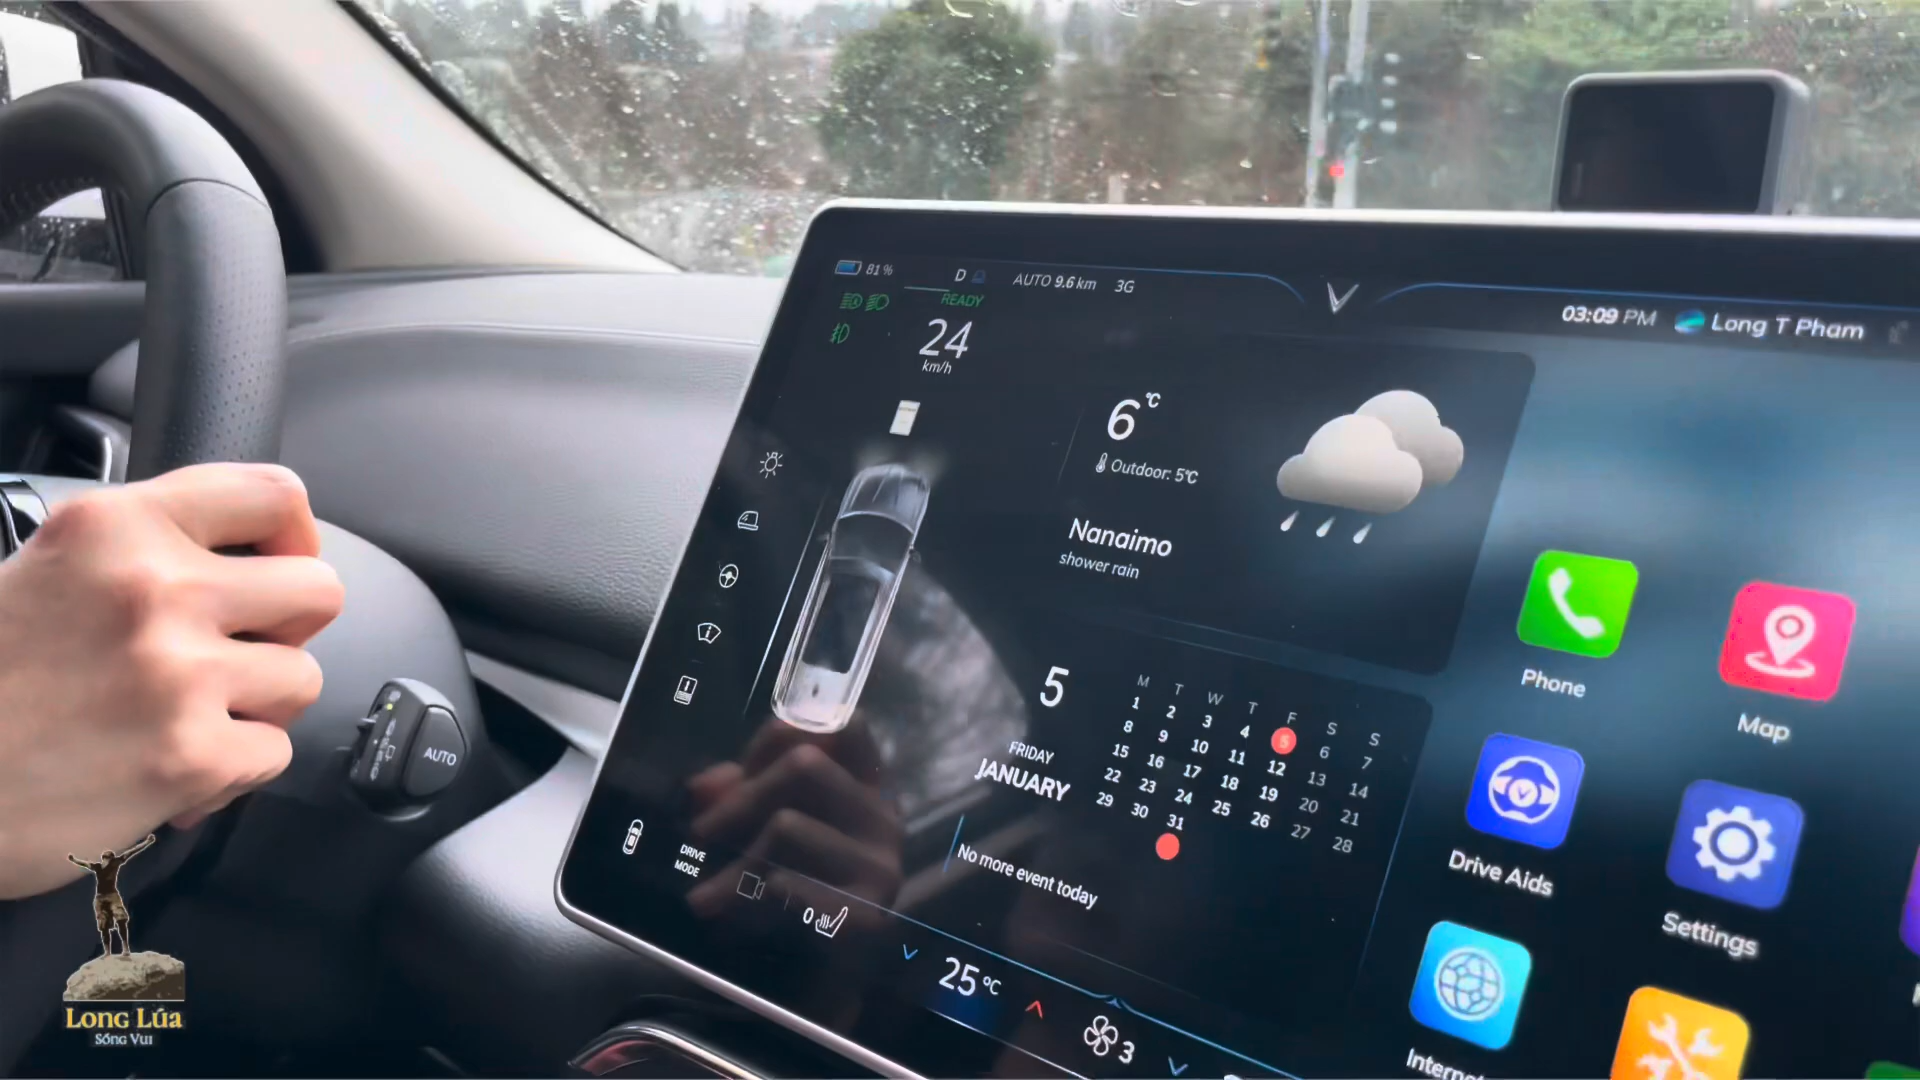 81%
D
AUTO 9.6 km
3G
READY
24
km/h
03:09 PM
Long T Pham
6°C
Outdoor: 5°C
Nanaimo
shower rain
5
FRIDAY
JANUARY
M T W T F S S
1 2 3 4 5 6 7
8 9 10 11 12 13 14
15 16 17 18 19 20 21
22 23 24 25 26 27 28
29 30 31
No more event today
Phone
Map
Drive Aids
Settings
Internet
DRIVE
MODE
0
25°C
3
AUTO
LONG LÚA
SỐNG VUI